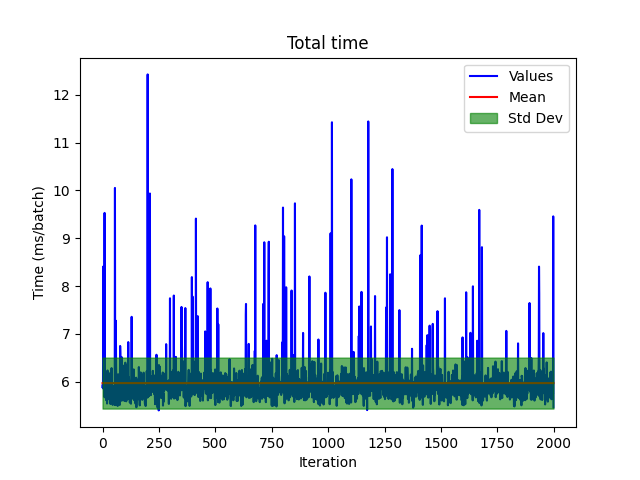 Total time
Values
Mean
Std Dev
Time (ms/batch)
12
11
10
9
8
7
6
0 250 500 750 1000 1250 1500 1750 2000
Iteration